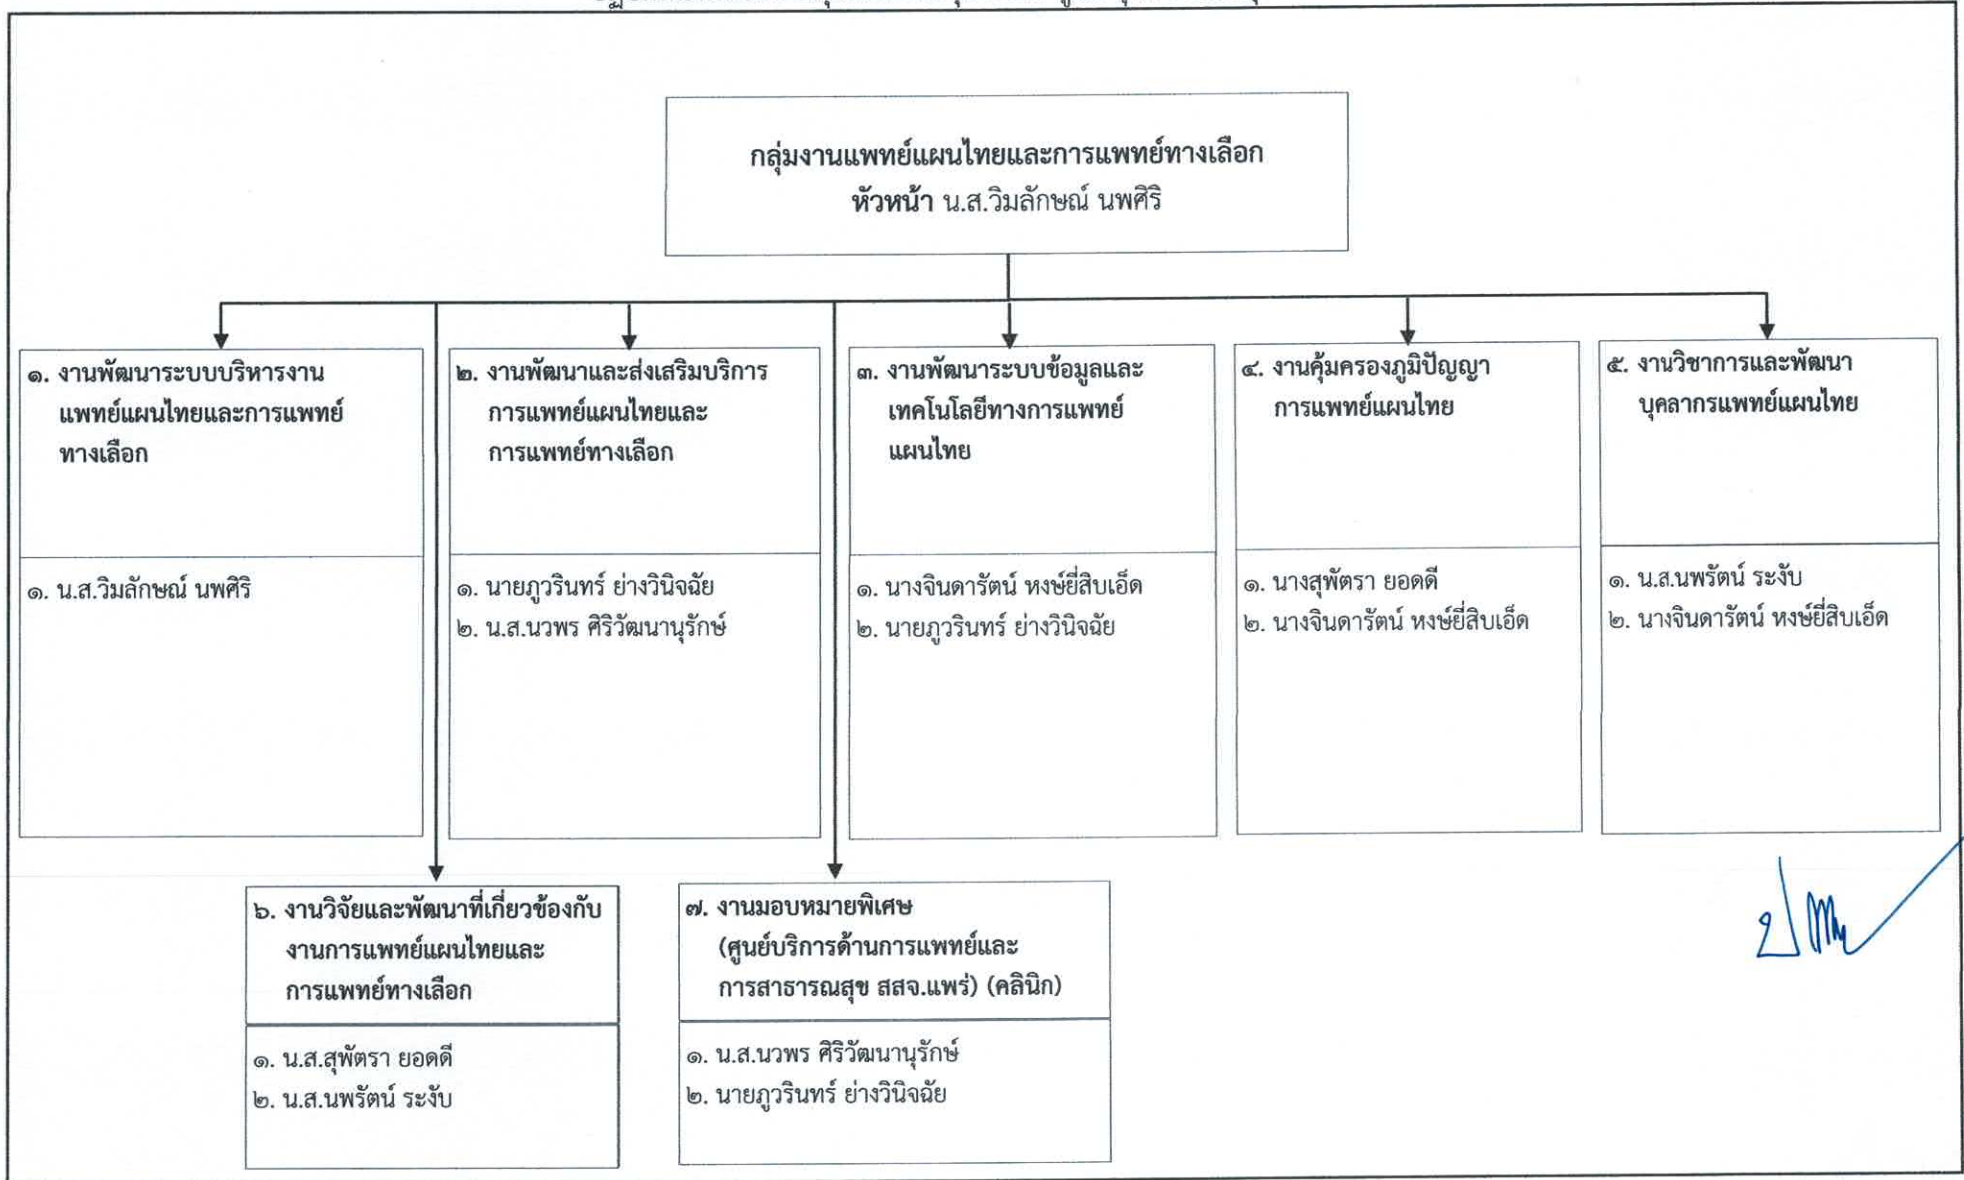 กลุ่มงานแพทย์แผนไทยและการแพทย์ทางเลือก
หัวหน้า น.ส.วิมลักษณ์ นพศิริ
๑. งานพัฒนาระบบบริหารงาน
แพทย์แผนไทยและการแพทย์
ทางเลือก
๑. น.ส.วิมลักษณ์ นพศิริ
๒. งานพัฒนาและส่งเสริมบริการ
การแพทย์แผนไทยและ
การแพทย์ทางเลือก
๑. นายภูวรินทร์ ย่างวินิจฉัย
๒. น.ส.นวพร ศิริวัฒนานุรักษ์
๓. งานพัฒนาระบบข้อมูลและ
เทคโนโลยีทางการแพทย์
แผนไทย
๑. นางจินดารัตน์ หงษ์ยี่สิบเอ็ด
๒. นายภูวรินทร์ ย่างวินิจฉัย
๔. งานคุ้มครองภูมิปัญญา
การแพทย์แผนไทย
๑. นางสุพัตรา ยอดดี
๒. นางจินดารัตน์ หงษ์ยี่สิบเอ็ด
๕. งานวิชาการและพัฒนา
บุคลากรแพทย์แผนไทย
๑. น.ส.นพรัตน์ ระงับ
๒. นางจินดารัตน์ หงษ์ยี่สิบเอ็ด
๖. งานวิจัยและพัฒนาที่เกี่ยวข้องกับ
งานการแพทย์แผนไทยและ
การแพทย์ทางเลือก
๑. น.ส.สุพัตรา ยอดดี
๒. น.ส.นพรัตน์ ระงับ
๗. งานมอบหมายพิเศษ
(ศูนย์บริการด้านการแพทย์และ
การสาธารณสุข สสจ.แพร่) (คลินิก)
๑. น.ส.นวพร ศิริวัฒนานุรักษ์
๒. นายภูวรินทร์ ย่างวินิจฉัย